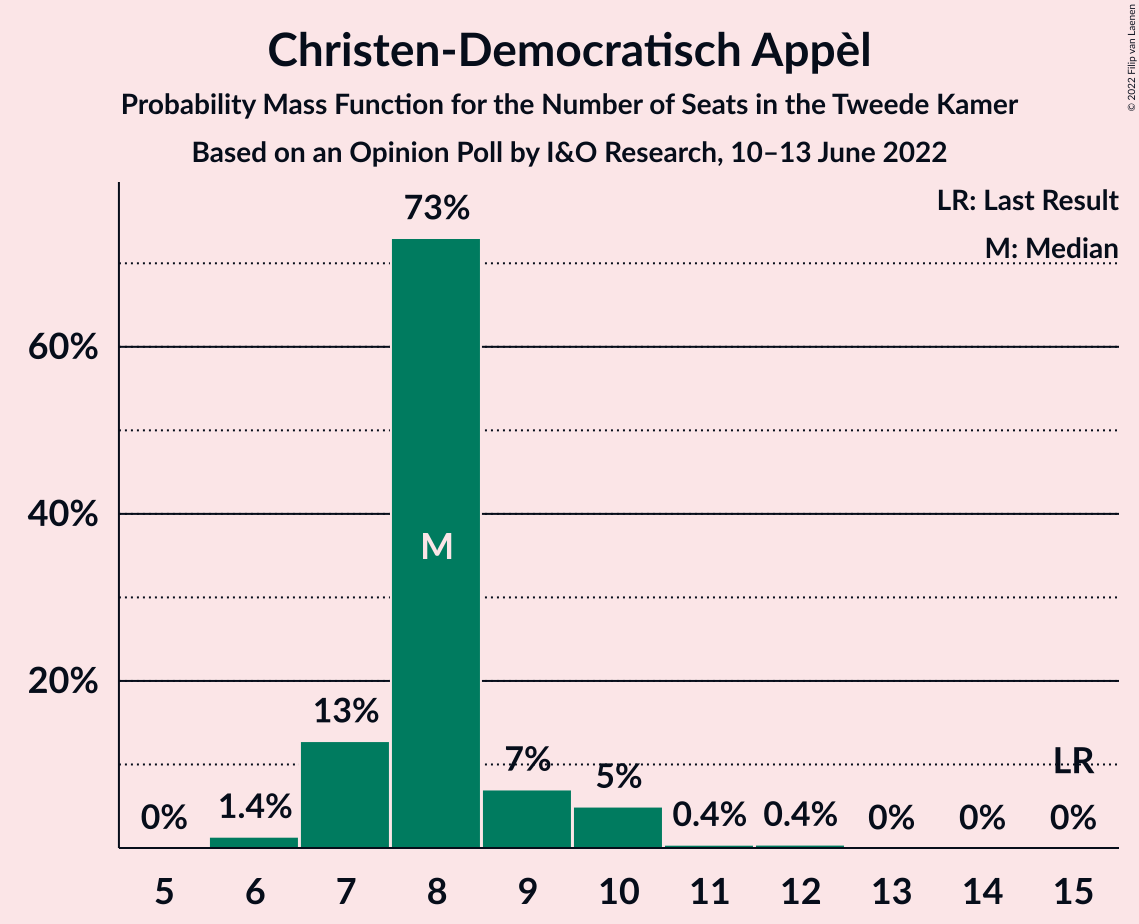 Christen-Democratisch Appèl
Probability Mass Function for the Number of Seats in the Tweede Kamer
Based on an Opinion Poll by I&O Research, 10–13 June 2022
© 2022 Filip van Laenen
LR: Last Result
M: Median
73%
60%
40%
M
20%
13%
7%
5%
LR
0%
1.4%
0.4%
0.4%
0%
0%
0%
5 6 7 8 9 10 11 12 13 14 15